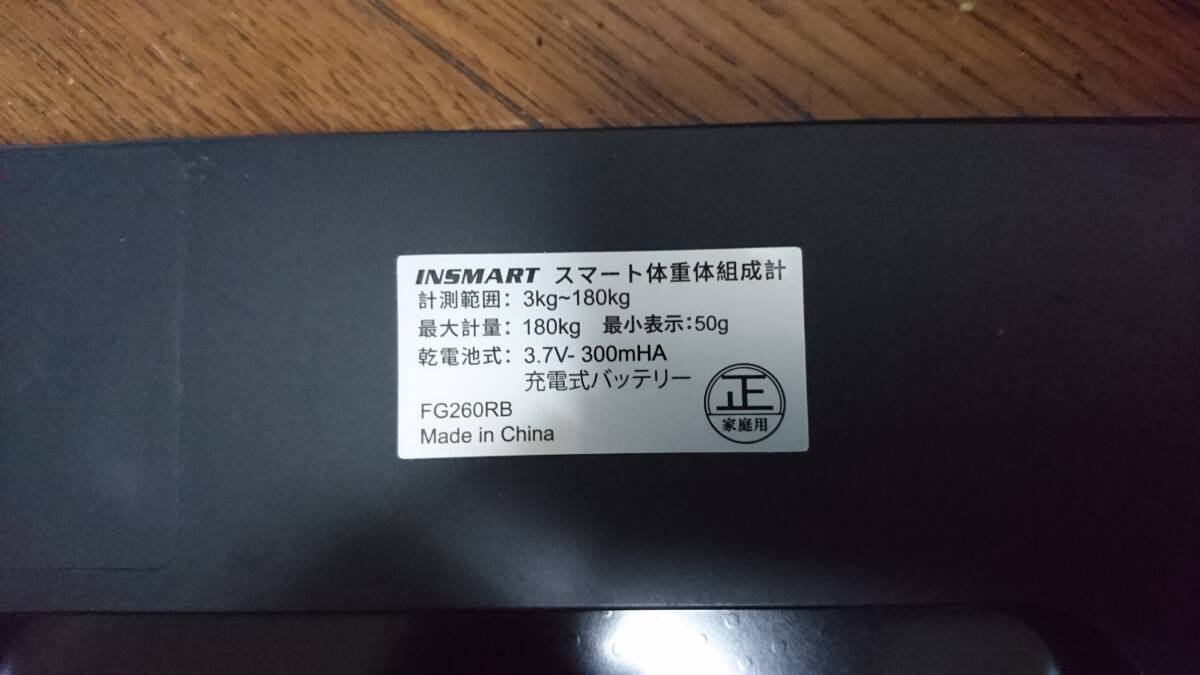 INSMART スマート体重体組成計
計測範囲: 3kg~180kg
最大計量: 180kg 最小表示:50g
乾電池式: 3.7V- 300mHA
充電式バッテリー
FG260RB
Made in China
正
家庭用